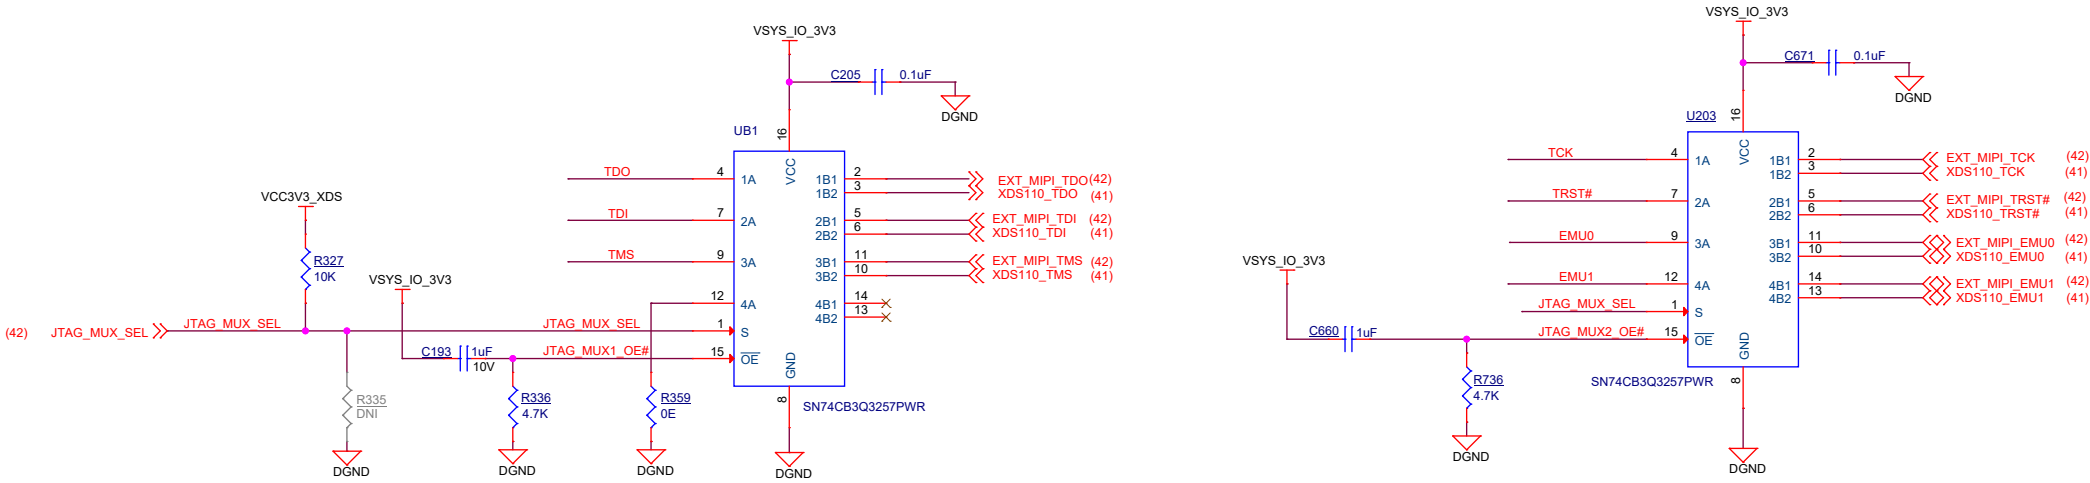 VSYS_IO_3V3
C205
0.1uF
DGND
UB1
16
VCC
TDO
4
1A
1B1
2
EXT_MIPI_TDO
(42)
1B2
3
XDS110_TDO
(41)
TDI
7
2A
2B1
5
EXT_MIPI_TDI
(42)
2B2
6
XDS110_TDI
(41)
TMS
9
3A
3B1
11
EXT_MIPI_TMS
(42)
3B2
10
XDS110_TMS
(41)
12
4A
4B1
14
4B2
13
VCC3V3_XDS
R327
10K
VSYS_IO_3V3
(42)
JTAG_MUX_SEL
JTAG_MUX_SEL
JTAG_MUX_SEL
1
S
C193
1uF
10V
JTAG_MUX1_OE#
15
OE
GND
8
R335
DNI
R336
4.7K
R359
0E
SN74CB3Q3257PWR
DGND
DGND
DGND
DGND
VSYS_IO_3V3
C671
0.1uF
DGND
U203
16
VCC
TCK
4
1A
1B1
2
EXT_MIPI_TCK
(42)
1B2
3
XDS110_TCK
(41)
TRST#
7
2A
2B1
5
EXT_MIPI_TRST#
(42)
2B2
6
XDS110_TRST#
(41)
EMU0
9
3A
3B1
11
EXT_MIPI_EMU0
(42)
3B2
10
XDS110_EMU0
(41)
EMU1
12
4A
4B1
14
EXT_MIPI_EMU1
(42)
4B2
13
XDS110_EMU1
(41)
JTAG_MUX_SEL
1
S
VSYS_IO_3V3
C660
1uF
JTAG_MUX2_OE#
15
OE
GND
8
R736
4.7K
SN74CB3Q3257PWR
DGND
DGND